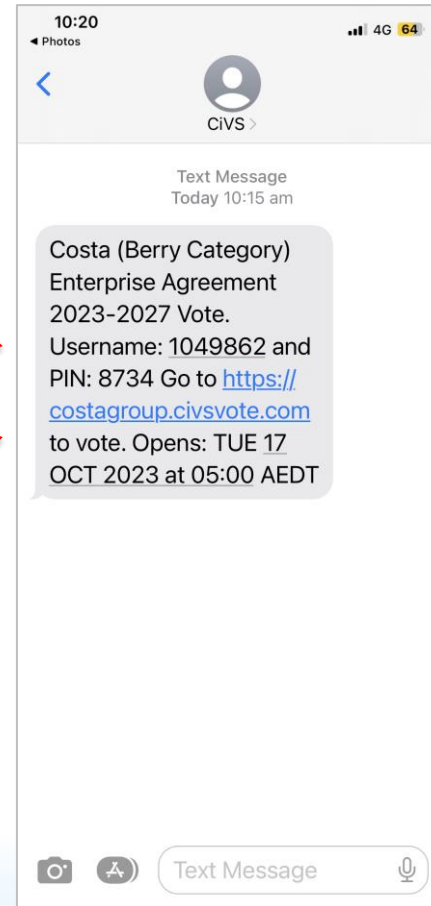 10:20
◀ Photos
4G 64
CiVS >
Text Message
Today 10:15 am
Costa (Berry Category)
Enterprise Agreement
2023-2027 Vote.
Username: 1049862 and
PIN: 8734 Go to https://
costagroup.civsvote.com
to vote. Opens: TUE 17
OCT 2023 at 05:00 AEDT
Text Message